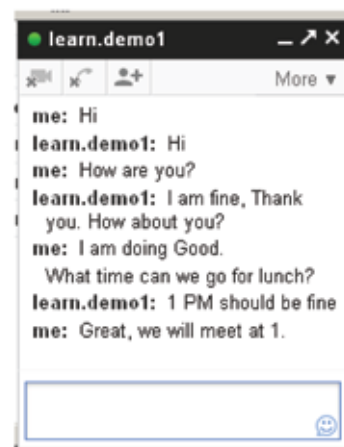 learn.demo1
More
me: Hi
learn.demo1: Hi
me: How are you?
learn.demo1: I am fine, Thank
you. How about you?
me: I am doing Good.
What time can we go for lunch?
learn.demo1: 1 PM should be fine
me: Great, we will meet at 1.